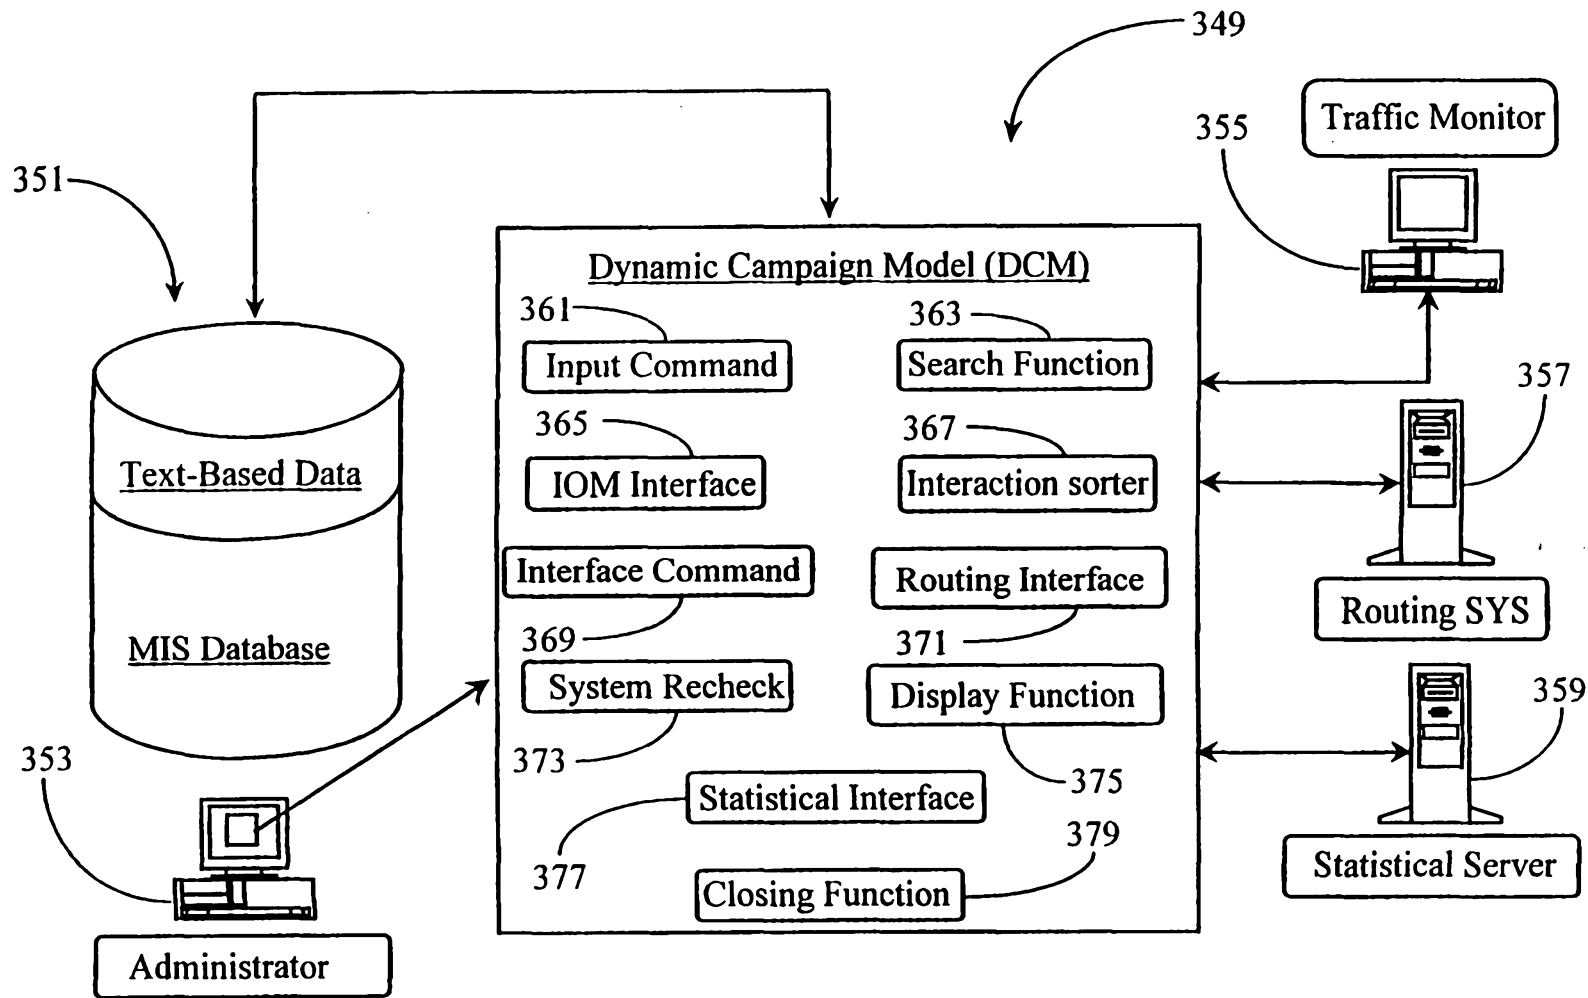 349
Traffic Monitor
355
351
Dynamic Campaign Model (DCM)
361
363
Input Command
Search Function
357
365
367
Text-Based Data
IOM Interface
Interaction sorter
Interface Command
Routing Interface
Routing SYS
369
371
MIS Database
System Recheck
Display Function
359
353
373
375
Statistical Interface
379
377
Statistical Server
Closing Function
Administrator